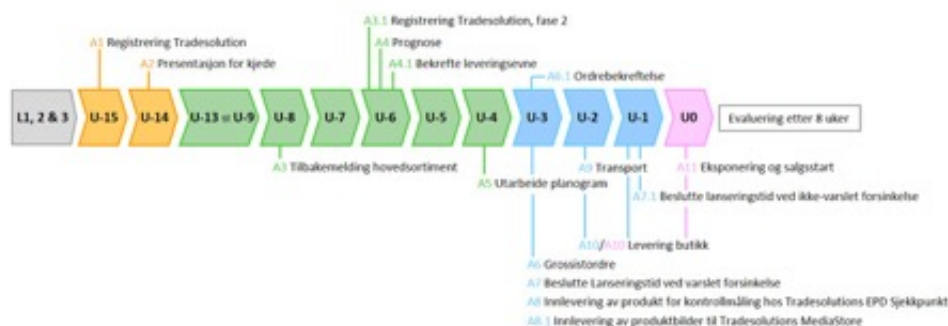 A3.1 Registrering Tradesolution, fase 2
A1 Registrering Tradesolution
A4 Prognose
A2 Presentasjon for kjede
A4.1 Bekrefte leveringsevne
A6.1 Ordrebekreftelse
L1, 2 & 3
U-15
U-14
U-13 til U-9
U-8
U-7
U-6
U-5
U-4
U-3
U-2
U-1
U0
Evaluering etter 8 uker
A3 Tilbakemelding hovedsortiment
A9 Transport
A11 Eksponering og salgsstart
A5 Utarbeide planogram
A7.1 Beslutte lanseringstid ved ikke-varslet forsinkelse
A10/A10 Levering butikk
A6 Grossistordre
A7 Beslutte Lanseringstid ved varslet forsinkelse
A8 Innlevering av produkt for kontrollmåling hos Tradesolutions EPD Sjekkpunkt
A8.1 Innlevering av produktbilder til Tradesolutions MediaStore